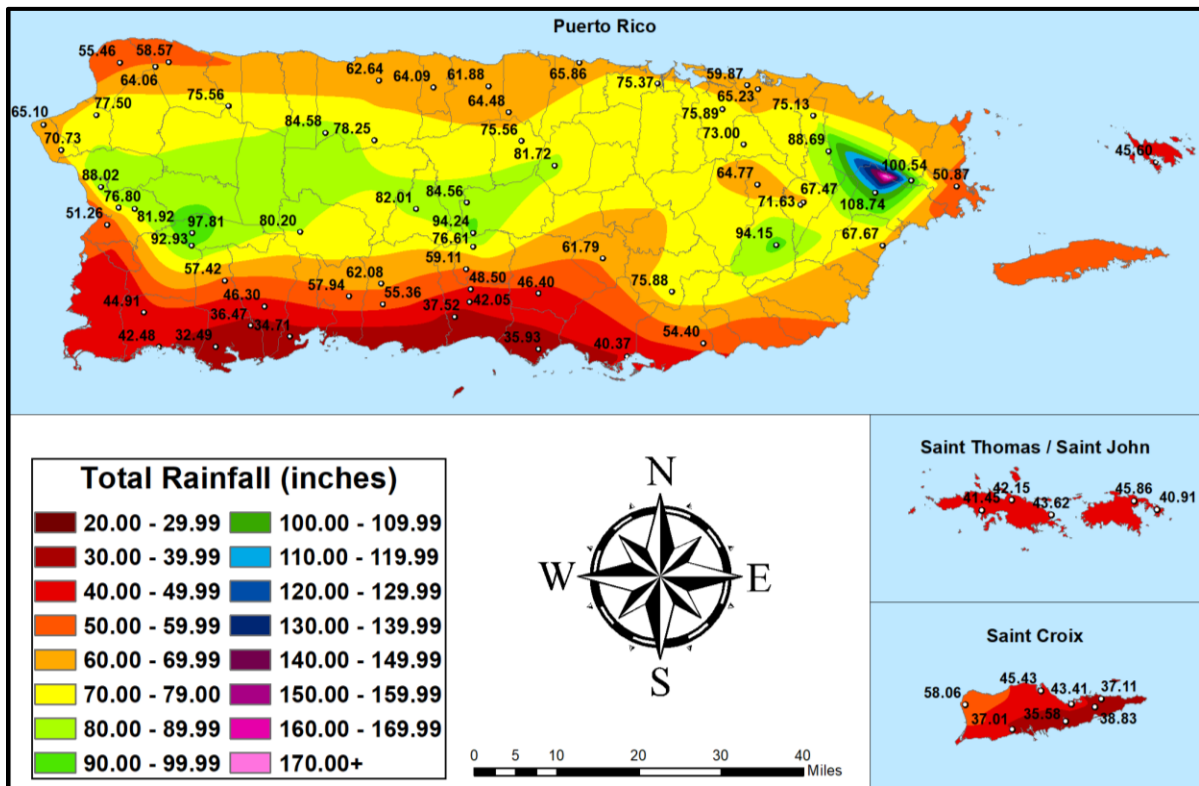 Puerto Rico
55.46 58.57
64.06
62.64 64.09 61.88 65.86
75.37 59.87
65.23
65.10 77.50 75.56 64.48 75.89 75.13
84.58 78.25 75.56 73.00
70.73 81.72 88.69
45.60
88.02 64.77 100.54 50.87
76.80 82.01 84.56 67.47
51.26 81.92 97.81 80.20 94.24 71.63 108.74
92.93 76.61 94.15 67.67
57.42 59.11 61.79
57.94 62.08 48.50 46.40 75.88
44.91 46.30 55.36 42.05
36.47 37.52
42.48 32.49 34.71 35.93 40.37 54.40
Total Rainfall (inches)
20.00 - 29.99 100.00 - 109.99
30.00 - 39.99 110.00 - 119.99
40.00 - 49.99 120.00 - 129.99
50.00 - 59.99 130.00 - 139.99
60.00 - 69.99 140.00 - 149.99
70.00 - 79.00 150.00 - 159.99
80.00 - 89.99 160.00 - 169.99
90.00 - 99.99 170.00+
N
W E
S
0 5 10 20 30 40
Miles
Saint Thomas / Saint John
41.45 42.15 43.62 45.86 40.91
Saint Croix
58.06 45.43 43.41 37.11
37.01 35.58 38.83